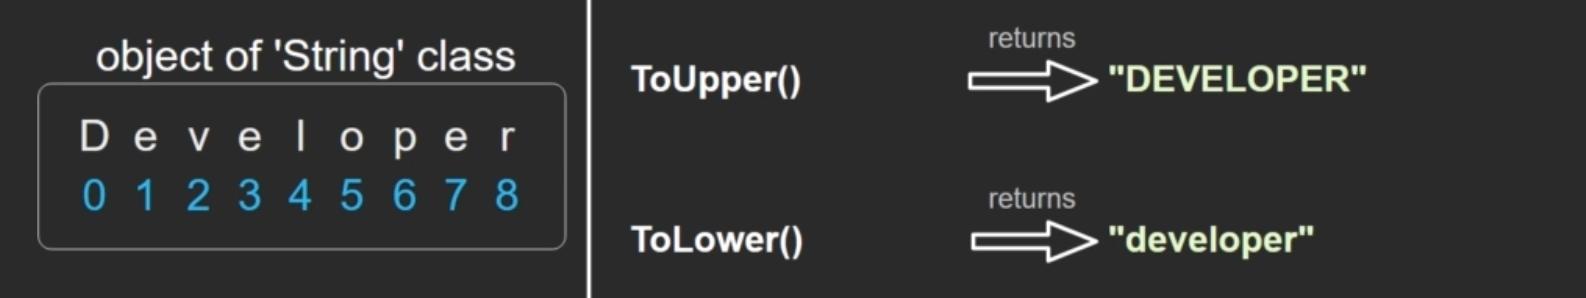 object of 'String' class
D e v e l o p e r
0 1 2 3 4 5 6 7 8
returns
ToUpper() "DEVELOPER"
returns
ToLower() "developer"